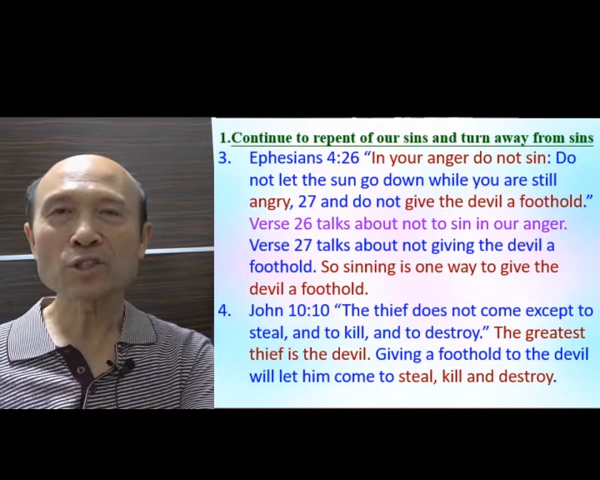 1.Continue to repent of our sins and turn away from sins
3. Ephesians 4:26 “In your anger do not sin: Do
not let the sun go down while you are still
angry, 27 and do not give the devil a foothold.”
Verse 26 talks about not to sin in our anger.
Verse 27 talks about not giving the devil a
foothold. So sinning is one way to give the
devil a foothold.
4. John 10:10 “The thief does not come except to
steal, and to kill, and to destroy.” The greatest
thief is the devil. Giving a foothold to the devil
will let him come to steal, kill and destroy.